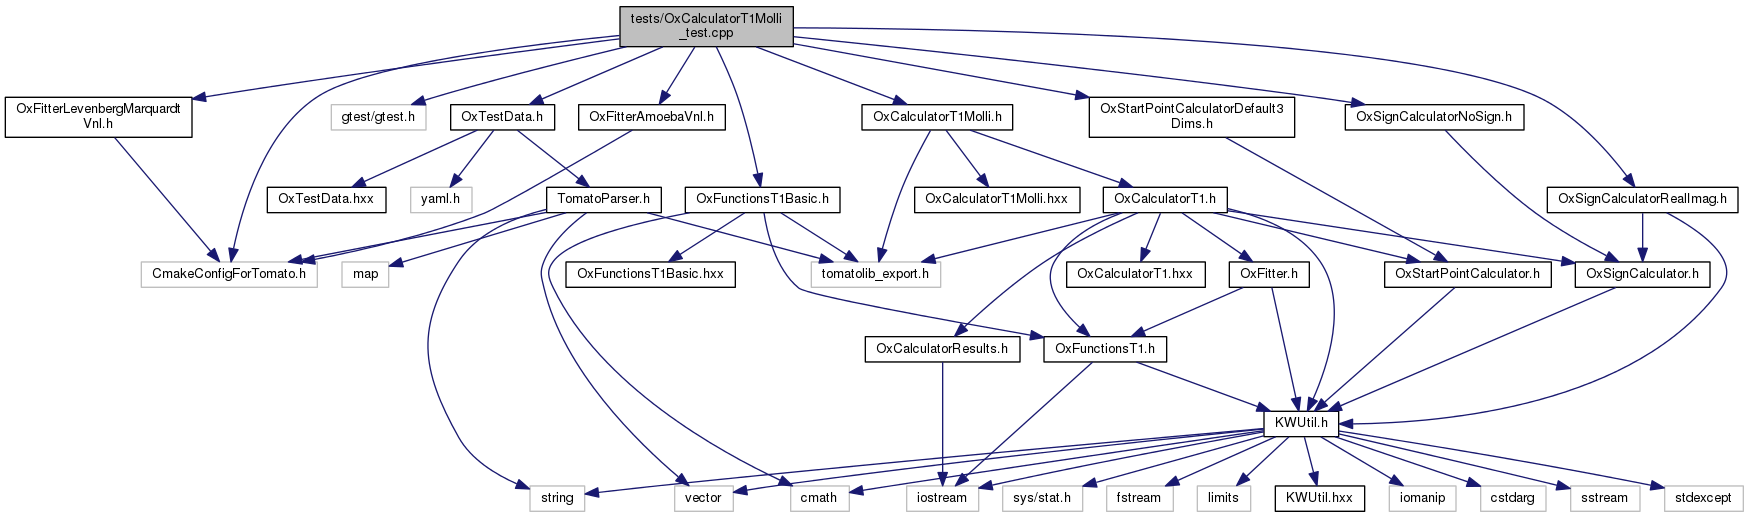 tests/OxCalculatorT1Molli
_test.cpp
OxFitterLevenbergMarquardt
Vnl.h
gtest/gtest.h
OxTestData.h
OxFitterAmoebaVnl.h
OxCalculatorT1Molli.h
OxStartPointCalculatorDefault3
Dims.h
OxSignCalculatorNoSign.h
OxTestData.hxx
yaml.h
TomatoParser.h
OxFunctionsT1Basic.h
OxCalculatorT1Molli.hxx
OxCalculatorT1.h
OxSignCalculatorRealImag.h
CmakeConfigForTomato.h
map
OxFunctionsT1Basic.hxx
tomatolib_export.h
OxCalculatorT1.hxx
OxFitter.h
OxStartPointCalculator.h
OxSignCalculator.h
OxCalculatorResults.h
OxFunctionsT1.h
KWUtil.h
string
vector
cmath
iostream
sys/stat.h
fstream
limits
KWUtil.hxx
iomanip
cstdarg
sstream
stdexcept